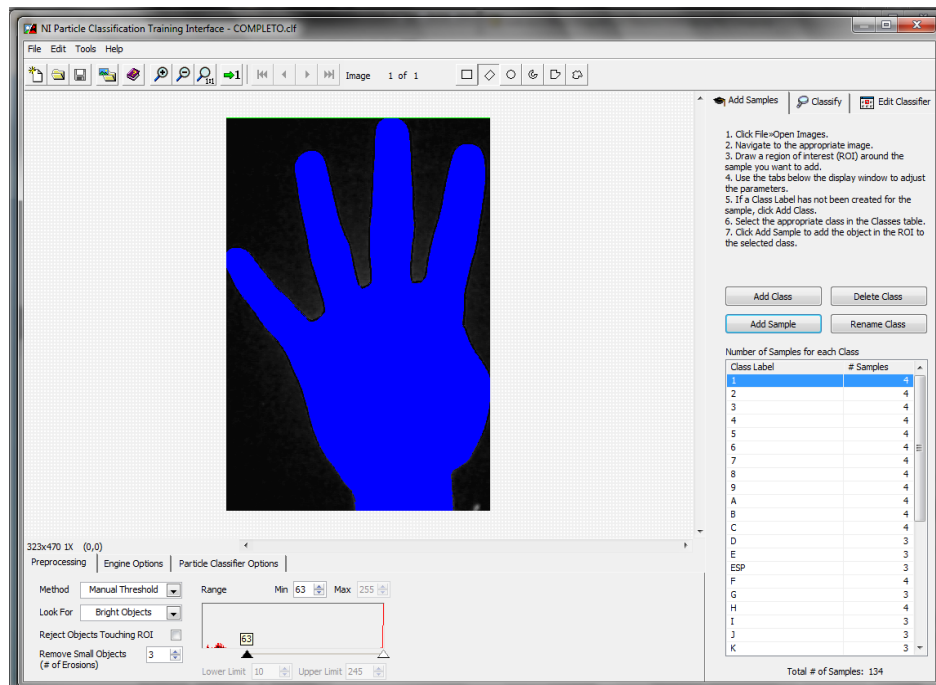 NI Particle Classification Training Interface - COMPLETO.clf
File Edit Tools Help
1:1 1 Image 1 of 1
Add Samples Classify Edit Classifier
1. Click File»Open Images.
2. Navigate to the appropriate image.
3. Draw a region of interest (ROI) around the
sample you want to add.
4. Use the tabs below the display window to adjust
the parameters.
5. If a Class Label has not been created for the
sample, click Add Class.
6. Select the appropriate class in the Classes table.
7. Click Add Sample to add the object in the ROI to
the selected class.
Add Class Delete Class
Add Sample Rename Class
Number of Samples for each Class
Class Label # Samples
1 4
2 4
3 4
4 4
5 4
6 4
7 4
8 4
9 4
A 4
B 4
C 4
D 3
E 3
ESP 3
F 4
G 3
H 4
I 3
J 3
K 3
Total # of Samples: 134
323x470 1X (0,0)
Preprocessing Engine Options Particle Classifier Options
Method Manual Threshold Range Min 63 Max 255
Look For Bright Objects
Reject Objects Touching ROI
63
Remove Small Objects 3
(# of Erosions)
Lower Limit 10 Upper Limit 245